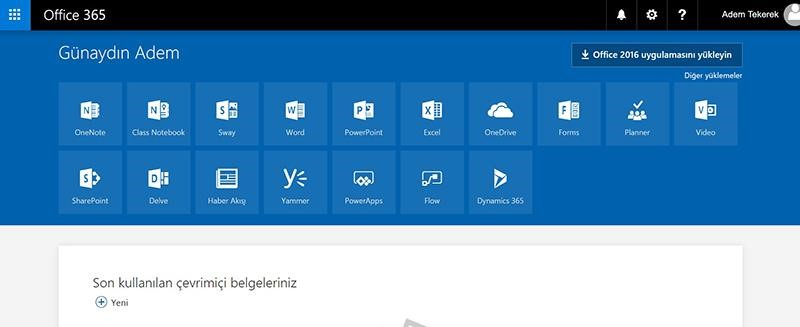 Office 365
? Adem Tekerek
Günaydın Adem
Office 2016 uygulamasını yükleyin
Diğer yüklemeler
OneNote Class Notebook Sway Word PowerPoint Excel OneDrive Forms Planner Video
SharePoint Delve Haber Akışı Yammer PowerApps Flow Dynamics 365
Son kullanılan çevrimiçi belgeleriniz
Yeni